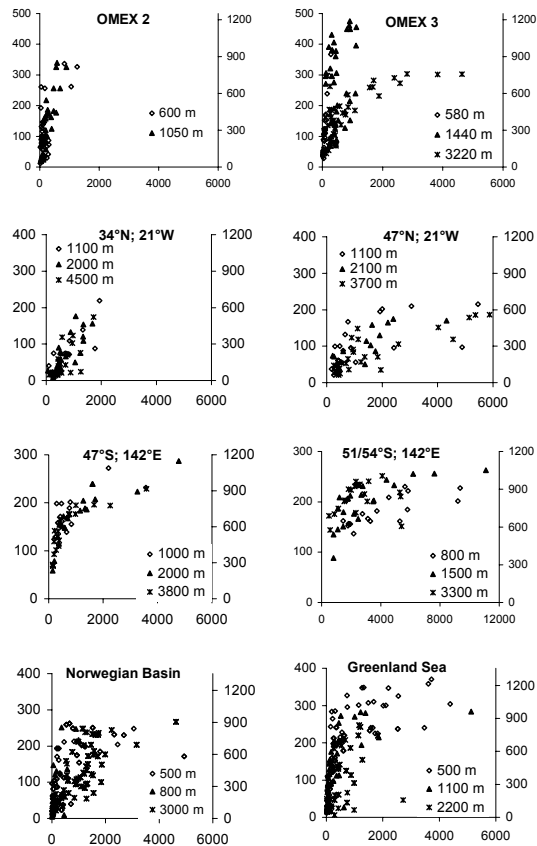 OMEX 2
500
400
300
200
100
0
1200
900
600
300
0
600 m
1050 m
0 2000 4000 6000
OMEX 3
500
400
300
200
100
0
1200
900
600
300
0
580 m
1440 m
3220 m
0 2000 4000 6000
34°N; 21°W
400
300
200
100
0
1200
900
600
300
0
1100 m
2000 m
4500 m
0 2000 4000 6000
47°N; 21°W
400
300
200
100
0
1200
900
600
300
0
1100 m
2100 m
3700 m
0 2000 4000 6000
47°S; 142°E
300
200
100
0
1200
900
600
300
0
1000 m
2000 m
3800 m
0 2000 4000 6000
51/54°S; 142°E
300
200
100
0
1200
900
600
300
0
800 m
1500 m
3300 m
0 4000 8000 12000
Norwegian Basin
400
300
200
100
0
1200
900
600
300
0
500 m
800 m
3000 m
0 2000 4000 6000
Greenland Sea
400
300
200
100
0
1200
900
600
300
0
500 m
1100 m
2200 m
0 2000 4000 6000